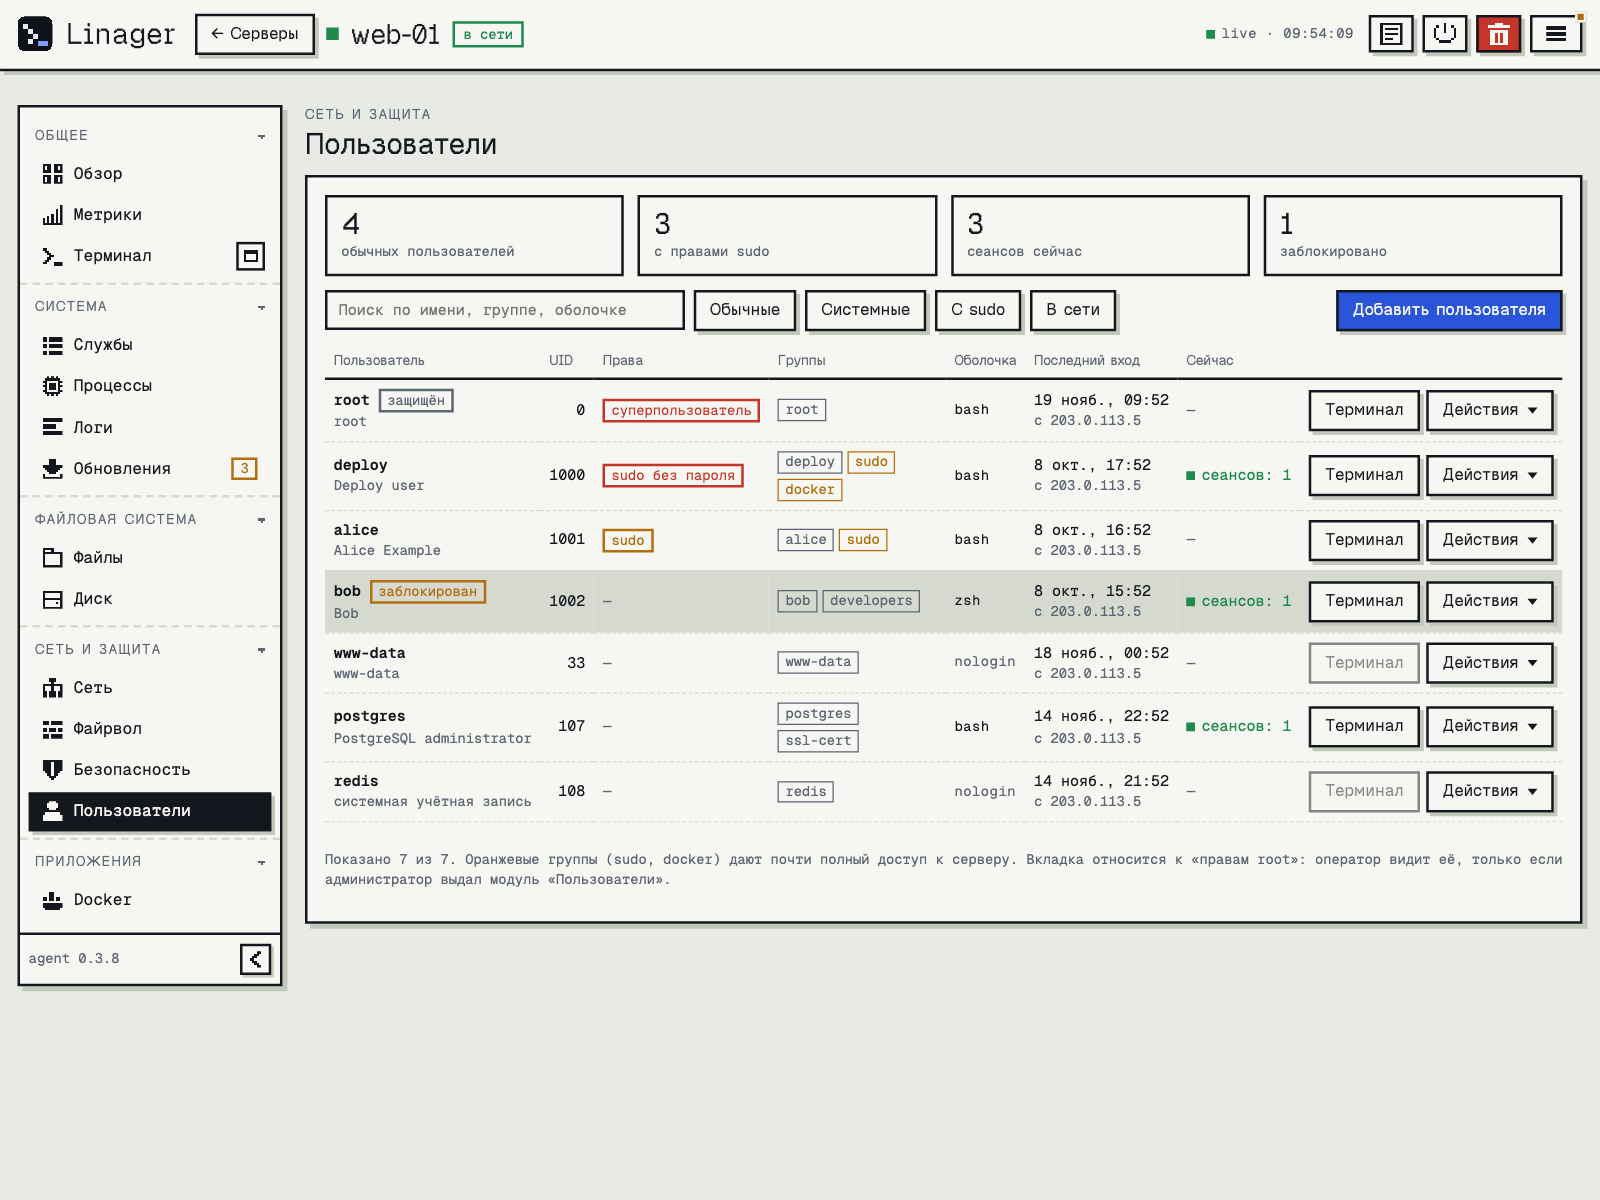 Linager
← Серверы
web-01
в сети
live · 09:54:09
ОБЩЕЕ
Обзор
Метрики
Терминал
СИСТЕМА
Службы
Процессы
Логи
Обновления 3
ФАЙЛОВАЯ СИСТЕМА
Файлы
Диск
СЕТЬ И ЗАЩИТА
Сеть
Файрвол
Безопасность
Пользователи
ПРИЛОЖЕНИЯ
Docker
agent 0.3.8
СЕТЬ И ЗАЩИТА
Пользователи
4
обычных пользователей
3
с правами sudo
3
сеансов сейчас
1
заблокировано
Поиск по имени, группе, оболочке
Обычные
Системные
С sudo
В сети
Добавить пользователя
Пользователь UID Права Группы Оболочка Последний вход Сейчас
root защищён 0 суперпользователь root bash 19 нояб., 09:52 — Терминал Действия
root с 203.0.113.5
deploy 1000 sudo без пароля deploy sudo bash 8 окт., 17:52 сеансов: 1 Терминал Действия
Deploy user docker с 203.0.113.5
alice 1001 sudo alice sudo bash 8 окт., 16:52 — Терминал Действия
Alice Example с 203.0.113.5
bob заблокирован 1002 — bob developers zsh 8 окт., 15:52 сеансов: 1 Терминал Действия
Bob с 203.0.113.5
www-data 33 — www-data nologin 18 нояб., 00:52 — Терминал Действия
www-data с 203.0.113.5
postgres 107 — postgres bash 14 нояб., 22:52 сеансов: 1 Терминал Действия
PostgreSQL administrator ssl-cert с 203.0.113.5
redis 108 — redis nologin 14 нояб., 21:52 — Терминал Действия
системная учётная запись с 203.0.113.5
Показано 7 из 7. Оранжевые группы (sudo, docker) дают почти полный доступ к серверу. Вкладка относится к «правам root»: оператор видит её, только если
администратор выдал модуль «Пользователи».